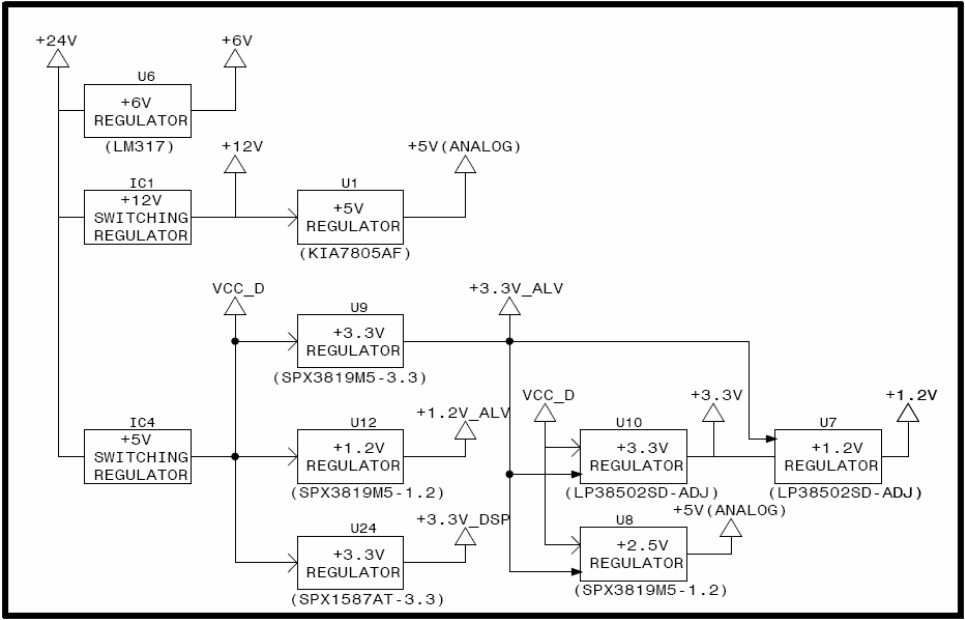 +24V
+6V
U6
+6V
REGULATOR
(LM317)
+12V
+5V(ANALOG)
IC1
+12V
SWITCHING
REGULATOR
U1
+5V
REGULATOR
(KIA7805AF)
VCC_D
+3.3V_ALV
U9
+3.3V
REGULATOR
(SPX3819M5-3.3)
VCC_D
+3.3V
+1.2V
IC4
+5V
SWITCHING
REGULATOR
+1.2V_ALV
U12
+1.2V
REGULATOR
(SPX3819M5-1.2)
U10
+3.3V
REGULATOR
(LP38502SD-ADJ)
U7
+1.2V
REGULATOR
(LP38502SD-ADJ)
+3.3V_DSP
U24
+3.3V
REGULATOR
(SPX1587AT-3.3)
+5V(ANALOG)
U8
+2.5V
REGULATOR
(SPX3819M5-1.2)